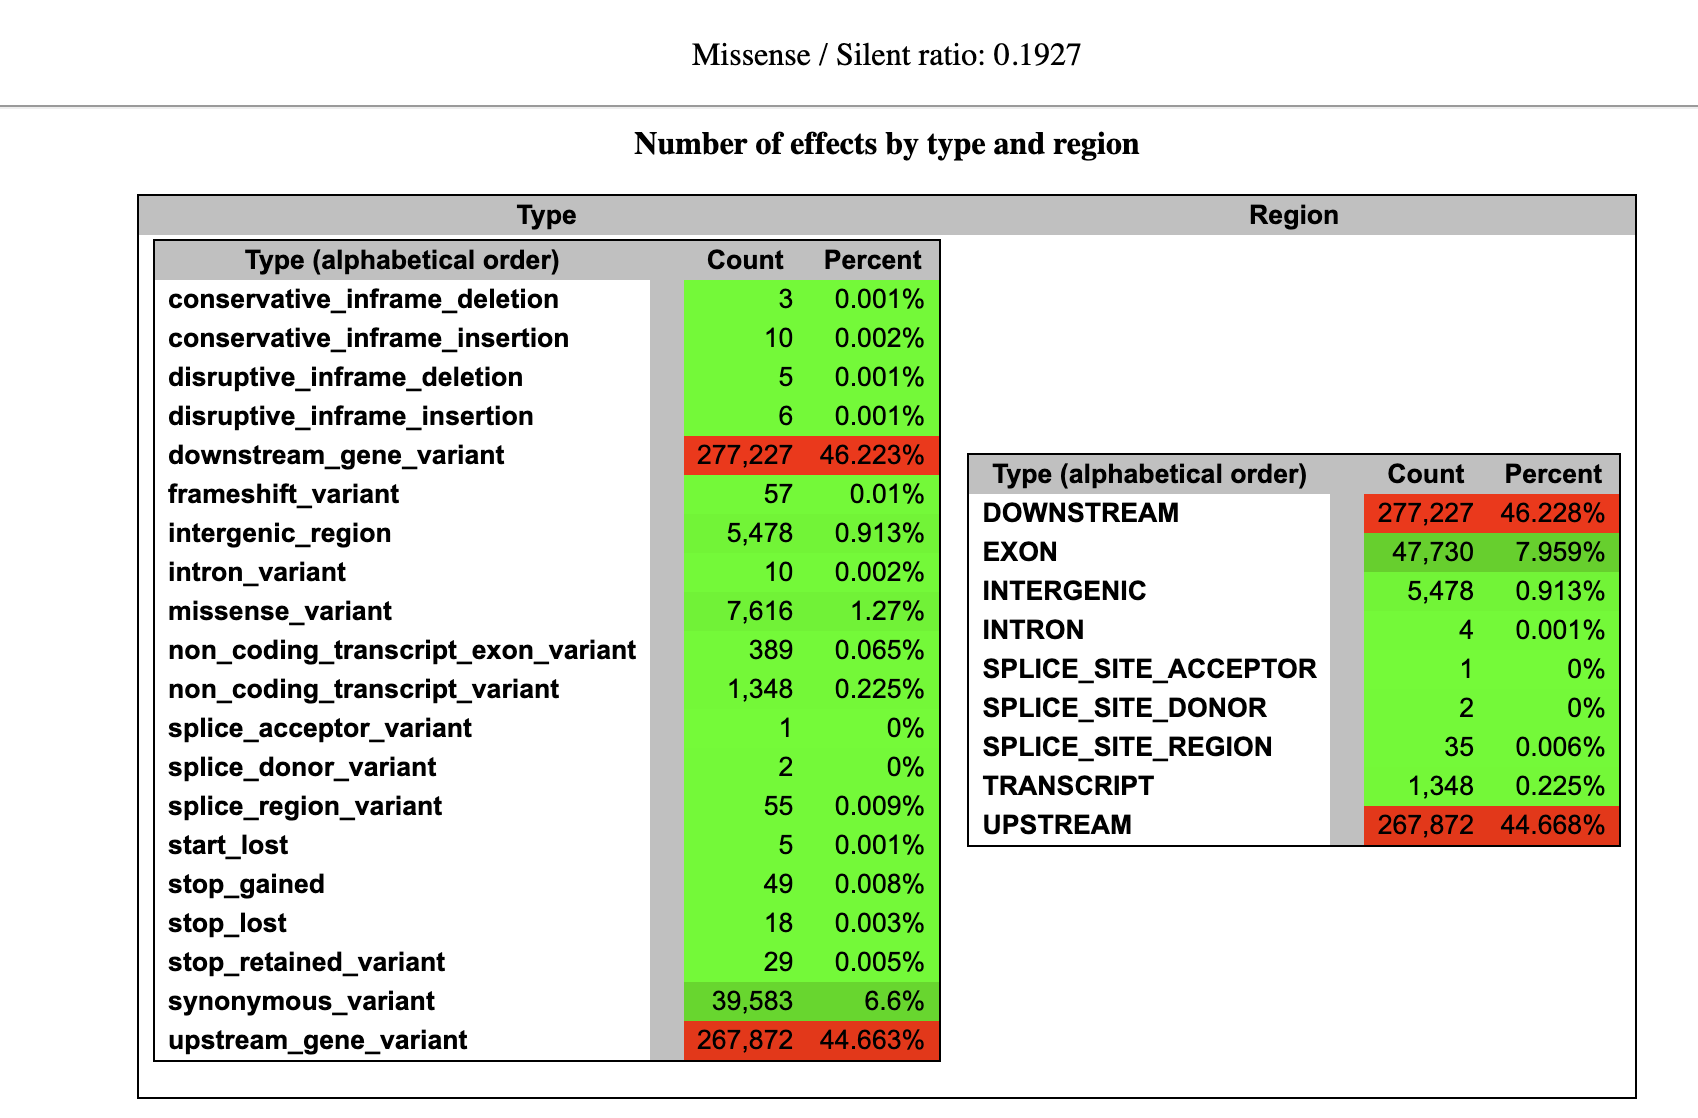 Missense / Silent ratio: 0.1927
Number of effects by type and region
Type Region
Type (alphabetical order) Count Percent
conservative_inframe_deletion 3 0.001%
conservative_inframe_insertion 10 0.002%
disruptive_inframe_deletion 5 0.001%
disruptive_inframe_insertion 6 0.001%
downstream_gene_variant 277,227 46.223%
frameshift_variant 57 0.01%
intergenic_region 5,478 0.913%
intron_variant 10 0.002%
missense_variant 7,616 1.27%
non_coding_transcript_exon_variant 389 0.065%
non_coding_transcript_variant 1,348 0.225%
splice_acceptor_variant 1 0%
splice_donor_variant 2 0%
splice_region_variant 55 0.009%
start_lost 5 0.001%
stop_gained 49 0.008%
stop_lost 18 0.003%
stop_retained_variant 29 0.005%
synonymous_variant 39,583 6.6%
upstream_gene_variant 267,872 44.663%
Type (alphabetical order) Count Percent
DOWNSTREAM 277,227 46.228%
EXON 47,730 7.959%
INTERGENIC 5,478 0.913%
INTRON 4 0.001%
SPLICE_SITE_ACCEPTOR 1 0%
SPLICE_SITE_DONOR 2 0%
SPLICE_SITE_REGION 35 0.006%
TRANSCRIPT 1,348 0.225%
UPSTREAM 267,872 44.668%